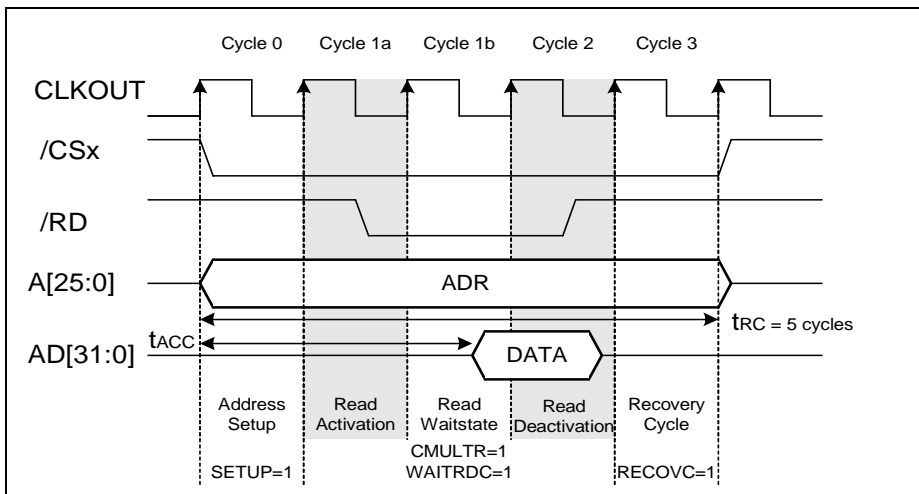 Cycle 0 Cycle 1a Cycle 1b Cycle 2 Cycle 3
CLKOUT
/CSx
/RD
A[25:0]
ADR
tRC = 5 cycles
tACC
AD[31:0]
DATA
Address Setup
Read Activation
Read Waitstate
Read Deactivation
Recovery Cycle
SETUP=1
CMULTR=1
WAITRDC=1
RECOVC=1